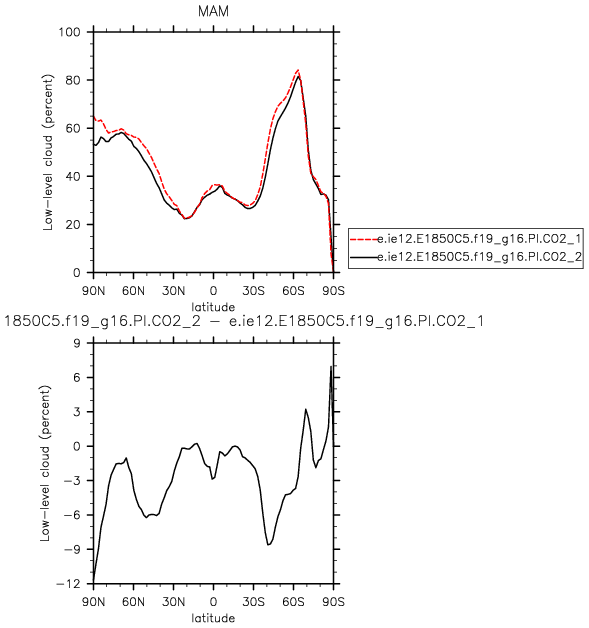 MAM
Low-level cloud (percent)
100
80
60
40
20
0
90N 60N 30N 0 30S 60S 90S
latitude
e.ie12.E1850C5.f19_g16.PI.CO2_1
e.ie12.E1850C5.f19_g16.PI.CO2_2
1850C5.f19_g16.PI.CO2_2 - e.ie12.E1850C5.f19_g16.PI.CO2_1
Low-level cloud (percent)
9
6
3
0
-3
-6
-9
-12
90N 60N 30N 0 30S 60S 90S
latitude